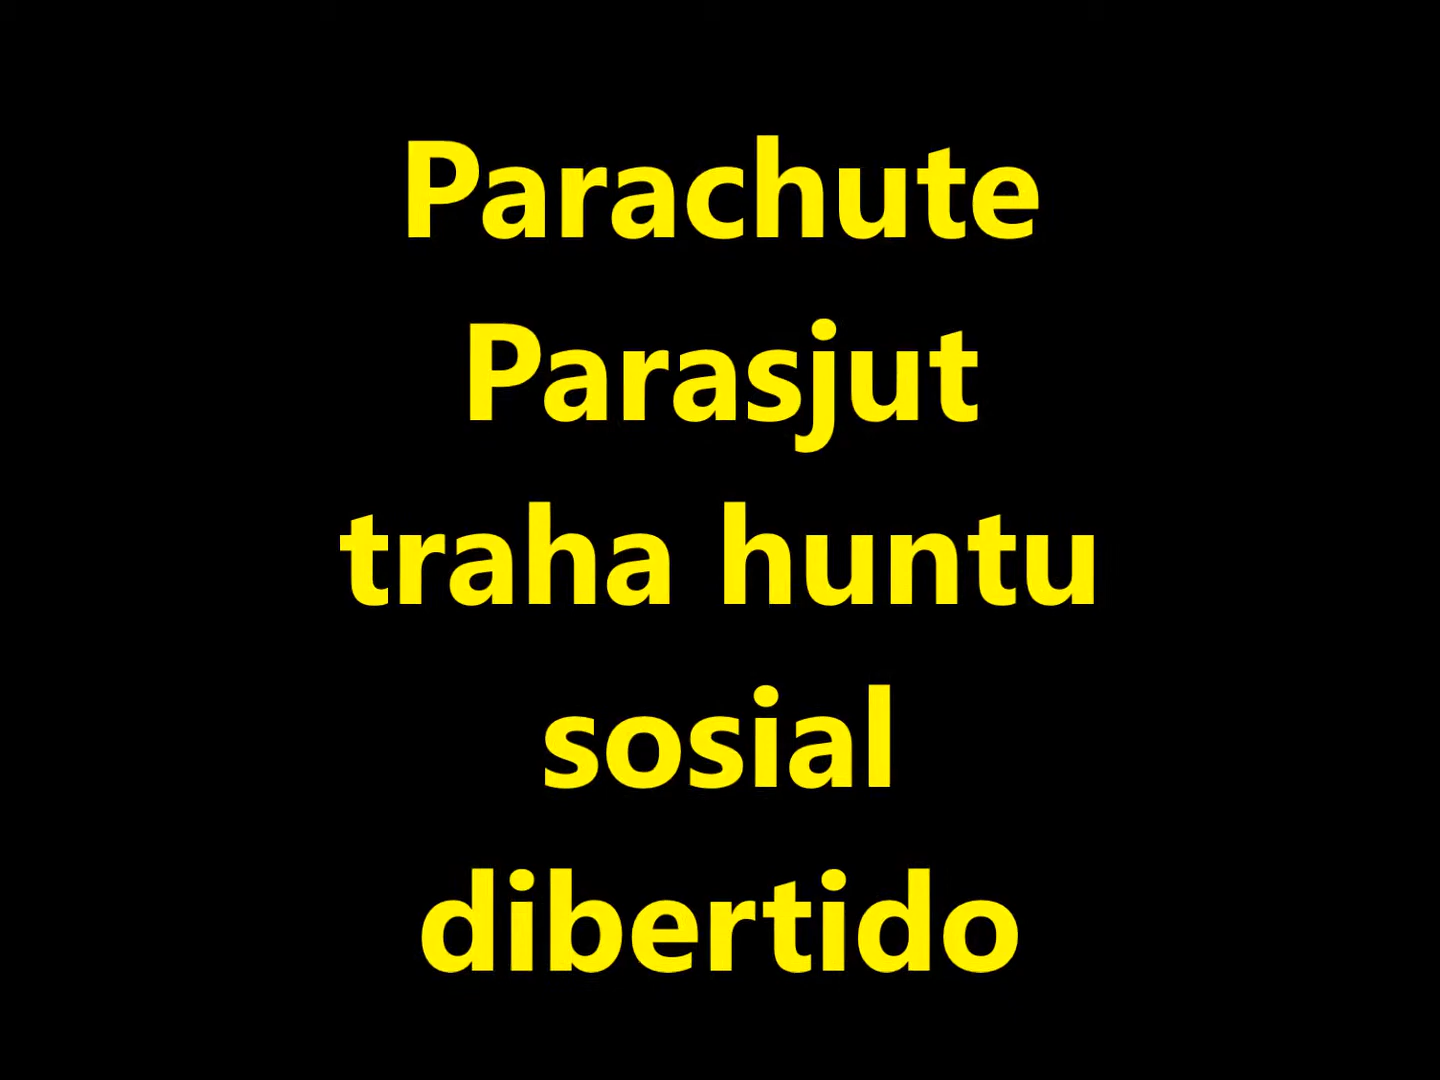 Parachute
Parasjut
traha huntu
sosial
dibertido